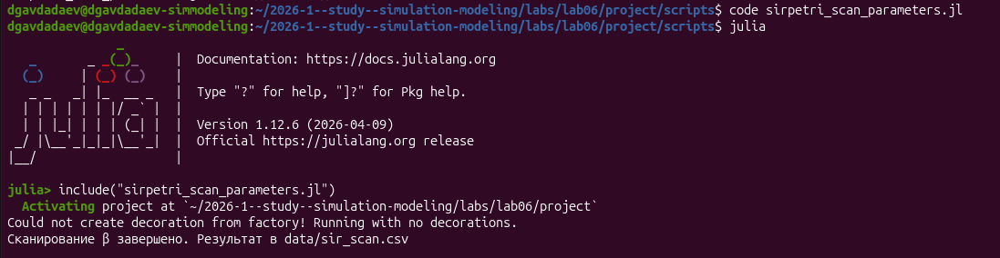 dgavdadaev@dgavdadaev-simmodeling:~/2026-1--study--simulation-modeling/labs/lab06/project/scripts$ code sirpetri_scan_parameters.jl
dgavdadaev@dgavdadaev-simmodeling:~/2026-1--study--simulation-modeling/labs/lab06/project/scripts$ julia
               _
   _       _ _(_)_     |  Documentation: https://docs.julialang.org
  (_)     | (_) (_)    |
   _ _   _| |_  __ _   |  Type "?" for help, "]?" for Pkg help.
  | | | | | | |/ _` |  |
  | | |_| | | | (_| |  |  Version 1.12.6 (2026-04-09)
 _/ |\__'_|_|_|\__'_|  |  Official https://julialang.org release
|__/                   |
julia> include("sirpetri_scan_parameters.jl")
  Activating project at `~/2026-1--study--simulation-modeling/labs/lab06/project`
Could not create decoration from factory! Running with no decorations.
Сканирование β завершено. Результат в data/sir_scan.csv